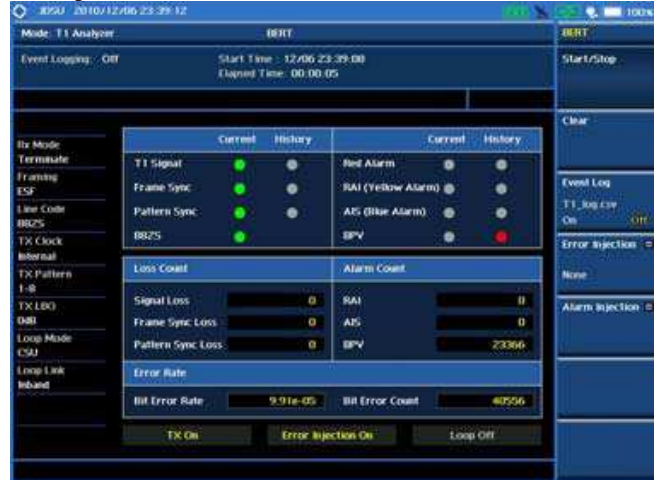 JDSU 2010/12/06 23:39:12
100%
Mode: T1 Analyzer BERT
Event Logging: Off
Start Time : 12/06 23:39:00
Elapsed Time: 00:00:05
Rx Mode
Terminate
Framing
ESF
Line Code
B8ZS
TX Clock
Internal
TX Pattern
1-8
TX LBO
0dB
Loop Mode
CSU
Loop Link
Inband
Current History Current History
T1 Signal Red Alarm
Frame Sync RAI (Yellow Alarm)
Pattern Sync AIS (Blue Alarm)
B8ZS BPV
Loss Count Alarm Count
Signal Loss 0 RAI 0
Frame Sync Loss 0 AIS 0
Pattern Sync Loss 0 BPV 23366
Error Rate
Bit Error Rate 9.91e-05 Bit Error Count 40556
TX On Error Injection On Loop Off
BERT
Start/Stop
Clear
Event Log
T1_log.csv
On Off
Error Injection
None
Alarm Injection